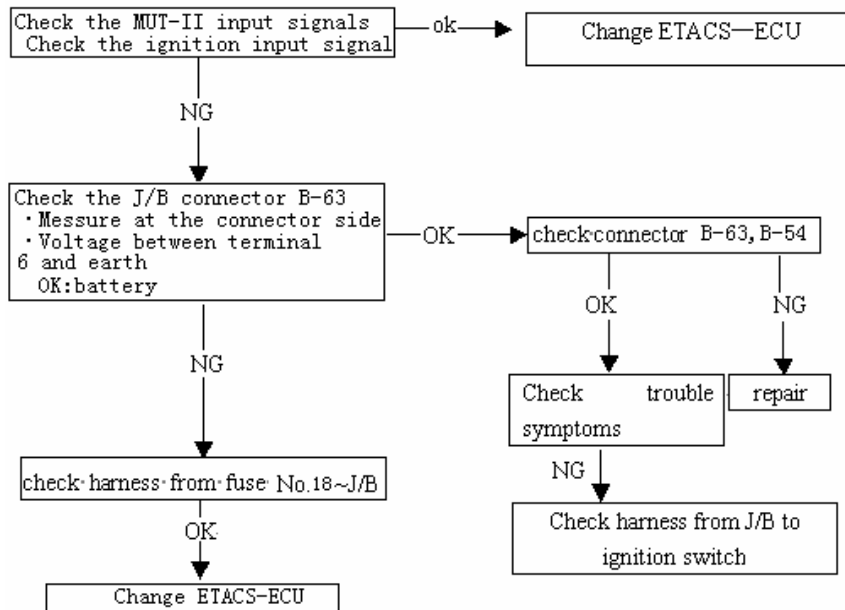 Check the MUT-II input signals
Check the ignition input signal
ok
Change ETACS—ECU
NG
Check the J/B connector B-63
·Messure at the connector side
·Voltage between terminal
6 and earth
OK:battery
OK
check·connector B-63, B-54
OK
NG
NG
Check trouble
symptoms
repair
check·harness·from·fuse No.18~J/B
NG
OK
Check harness from J/B to
ignition switch
Change ETACS-ECU